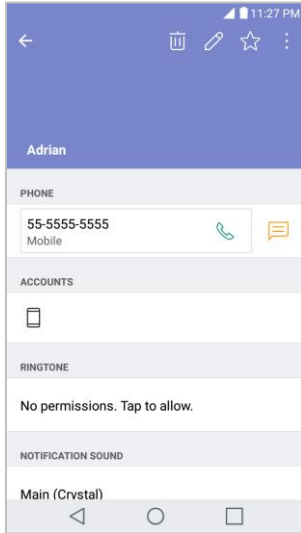 11:27 PM
Adrian
PHONE
55-5555-5555
Mobile
ACCOUNTS
RINGTONE
No permissions. Tap to allow.
NOTIFICATION SOUND
Main (Crystal)